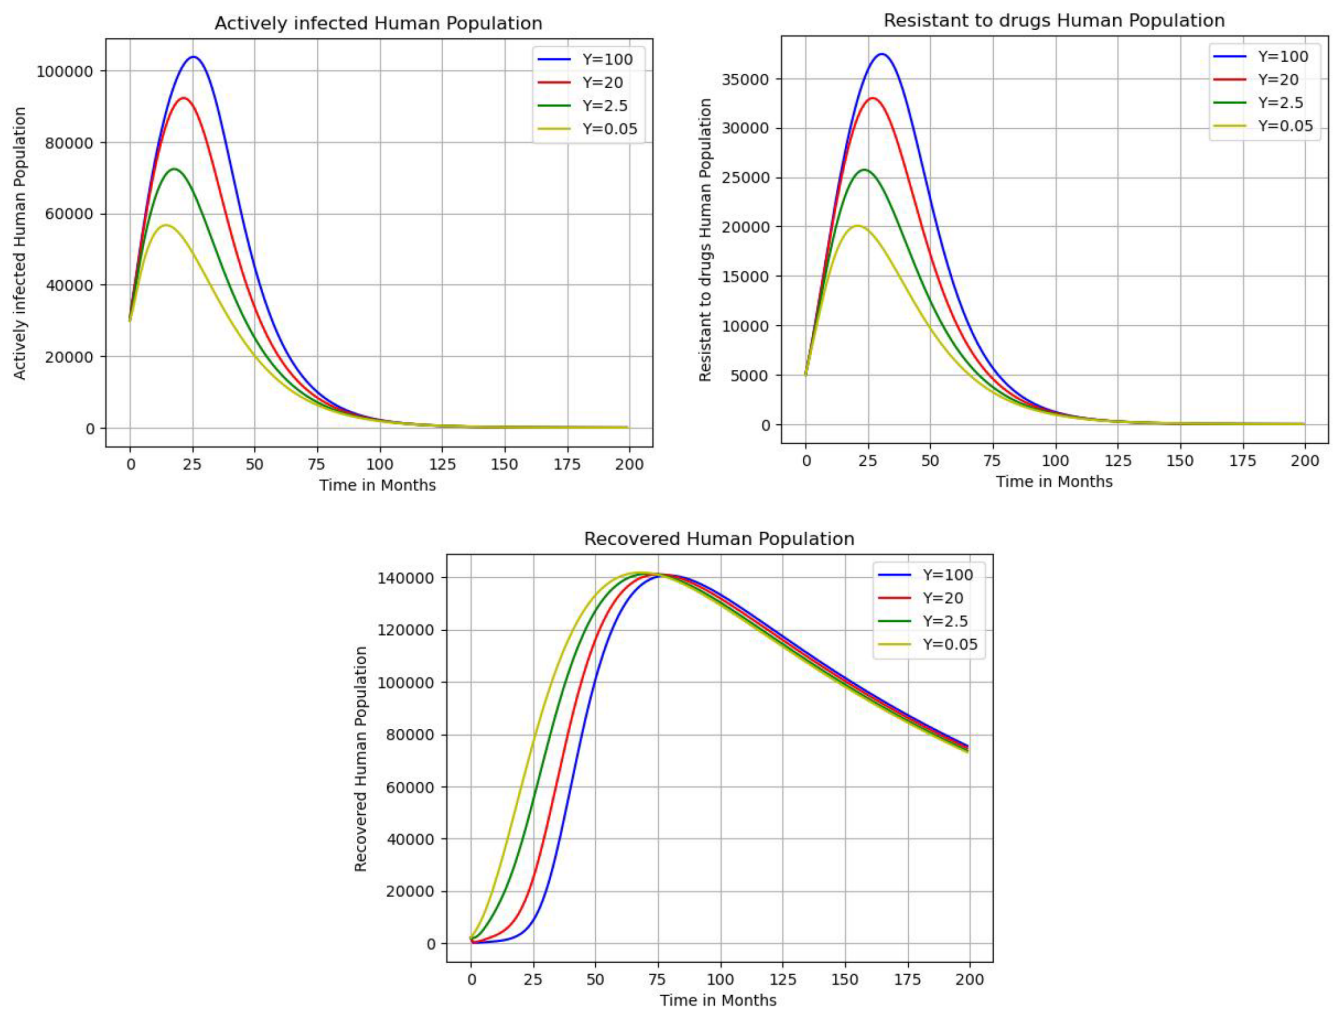 Actively infected Human Population
Actively infected Human Population
100000
80000
60000
40000
20000
0
Y=100
Y=20
Y=2.5
Y=0.05
0 25 50 75 100 125 150 175 200
Time in Months
Resistant to drugs Human Population
Resistant to drugs Human Population
35000
30000
25000
20000
15000
10000
5000
0
Y=100
Y=20
Y=2.5
Y=0.05
0 25 50 75 100 125 150 175 200
Time in Months
Recovered Human Population
Recovered Human Population
140000
120000
100000
80000
60000
40000
20000
0
Y=100
Y=20
Y=2.5
Y=0.05
0 25 50 75 100 125 150 175 200
Time in Months